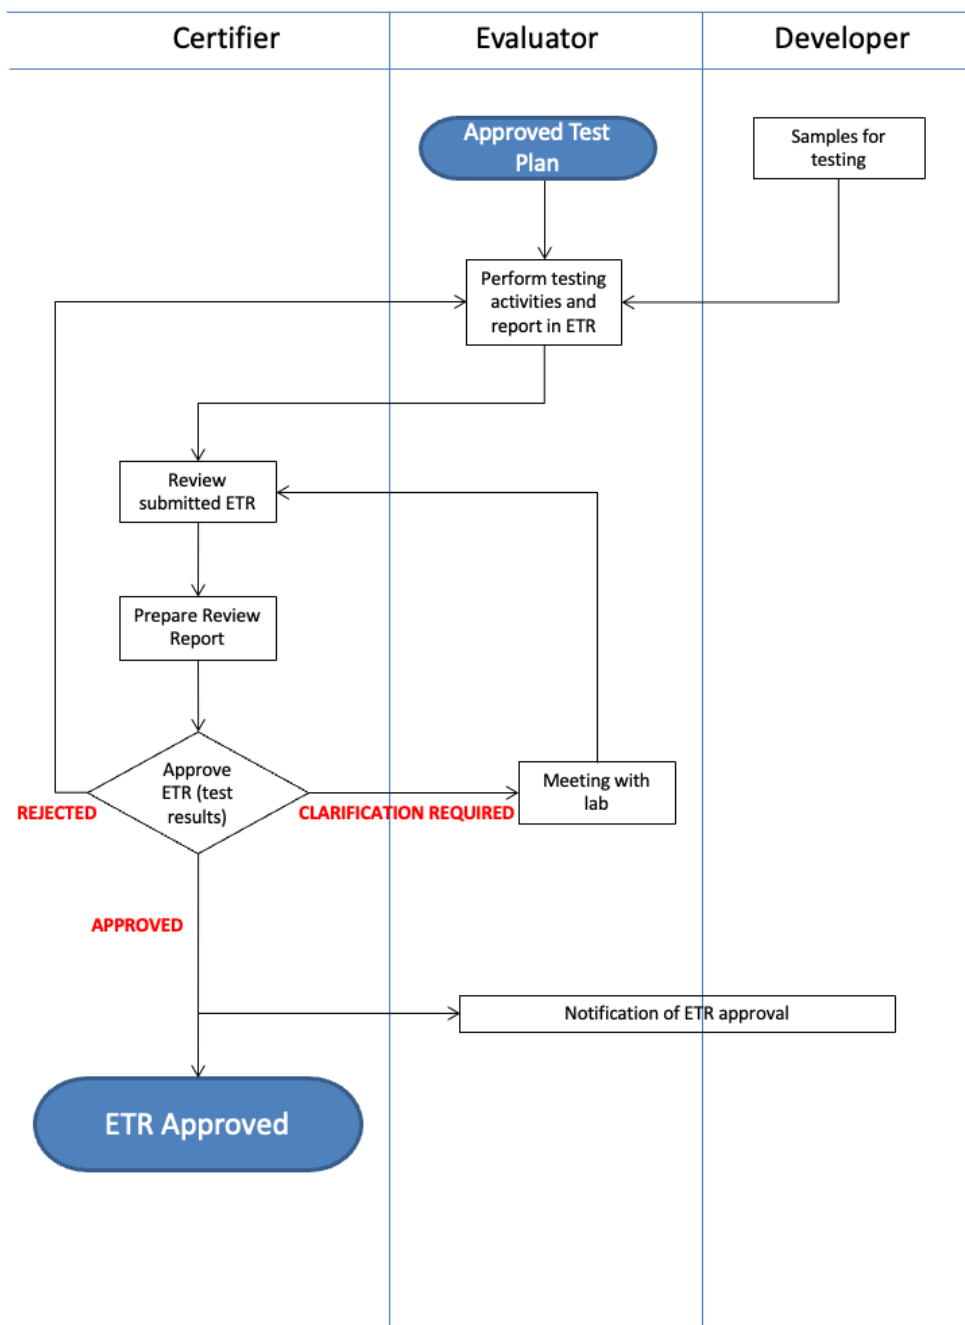 Certifier
Evaluator
Developer
Approved Test
Plan
Samples for
testing
Perform testing
activities and
report in ETR
Review
submitted ETR
Prepare Review
Report
Approve
ETR (test
results)
REJECTED
CLARIFICATION REQUIRED
Meeting with
lab
APPROVED
Notification of ETR approval
ETR Approved